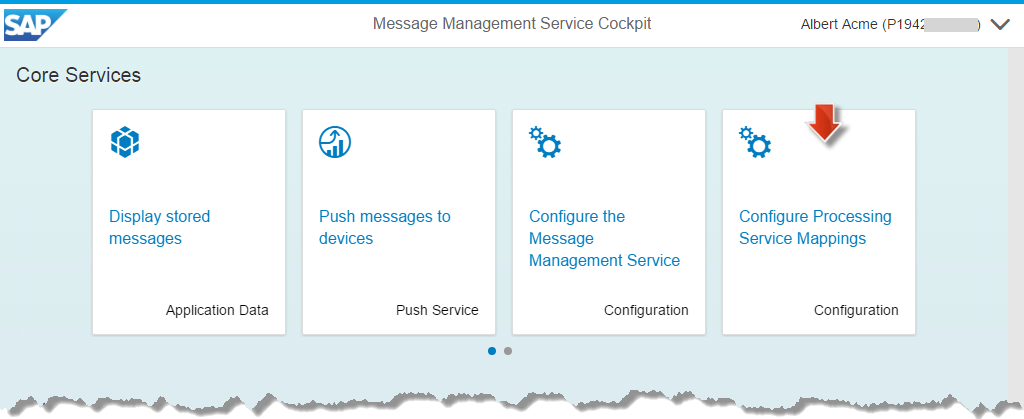 SAP
Message Management Service Cockpit
Albert Acme (P1942 )
Core Services
Display stored
messages
Application Data
Push messages to
devices
Push Service
Configure the
Message
Management Service
Configuration
Configure Processing
Service Mappings
Configuration